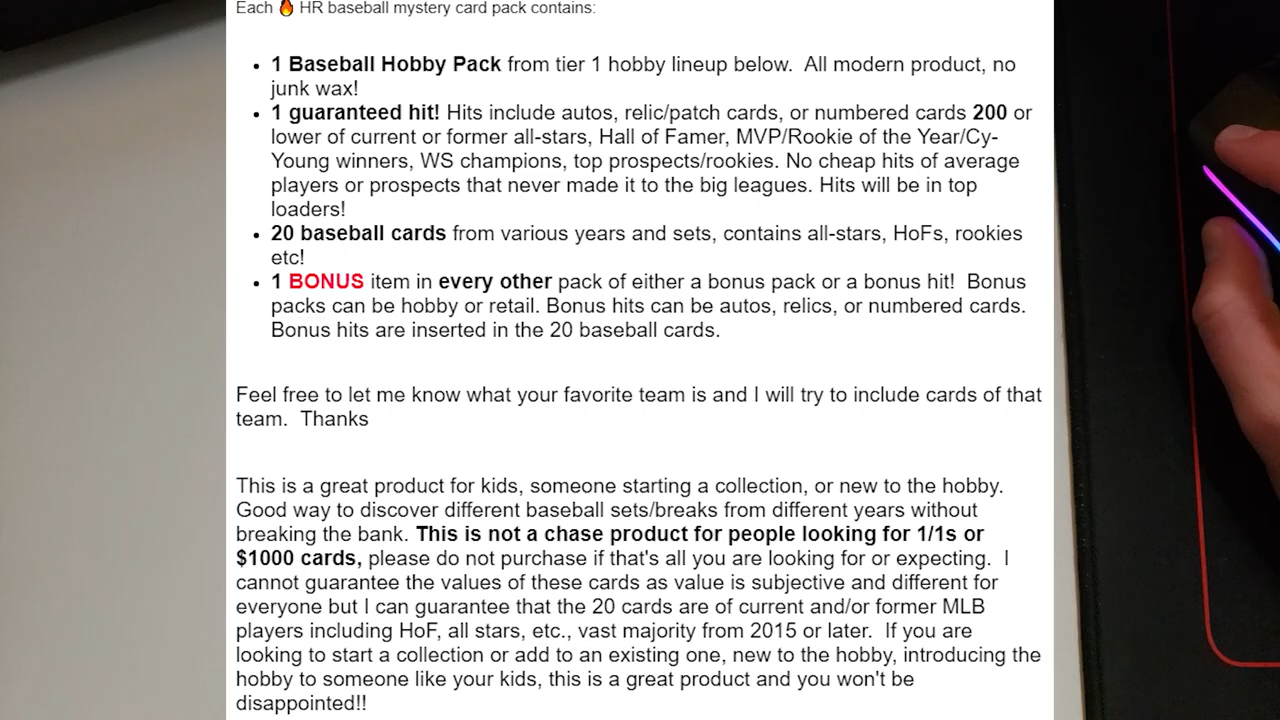 Each 🔥 HR baseball mystery card pack contains:
• 1 Baseball Hobby Pack from tier 1 hobby lineup below.  All modern product, no
junk wax!
• 1 guaranteed hit! Hits include autos, relic/patch cards, or numbered cards 200 or
lower of current or former all-stars, Hall of Famer, MVP/Rookie of the Year/Cy-
Young winners, WS champions, top prospects/rookies. No cheap hits of average
players or prospects that never made it to the big leagues. Hits will be in top
loaders!
• 20 baseball cards from various years and sets, contains all-stars, HoFs, rookies
etc!
• 1 BONUS item in every other pack of either a bonus pack or a bonus hit!  Bonus
packs can be hobby or retail. Bonus hits can be autos, relics, or numbered cards.
Bonus hits are inserted in the 20 baseball cards.
Feel free to let me know what your favorite team is and I will try to include cards of that
team.  Thanks
This is a great product for kids, someone starting a collection, or new to the hobby.
Good way to discover different baseball sets/breaks from different years without
breaking the bank. This is not a chase product for people looking for 1/1s or
$1000 cards, please do not purchase if that's all you are looking for or expecting.  I
cannot guarantee the values of these cards as value is subjective and different for
everyone but I can guarantee that the 20 cards are of current and/or former MLB
players including HoF, all stars, etc., vast majority from 2015 or later.  If you are
looking to start a collection or add to an existing one, new to the hobby, introducing the
hobby to someone like your kids, this is a great product and you won't be
disappointed!!